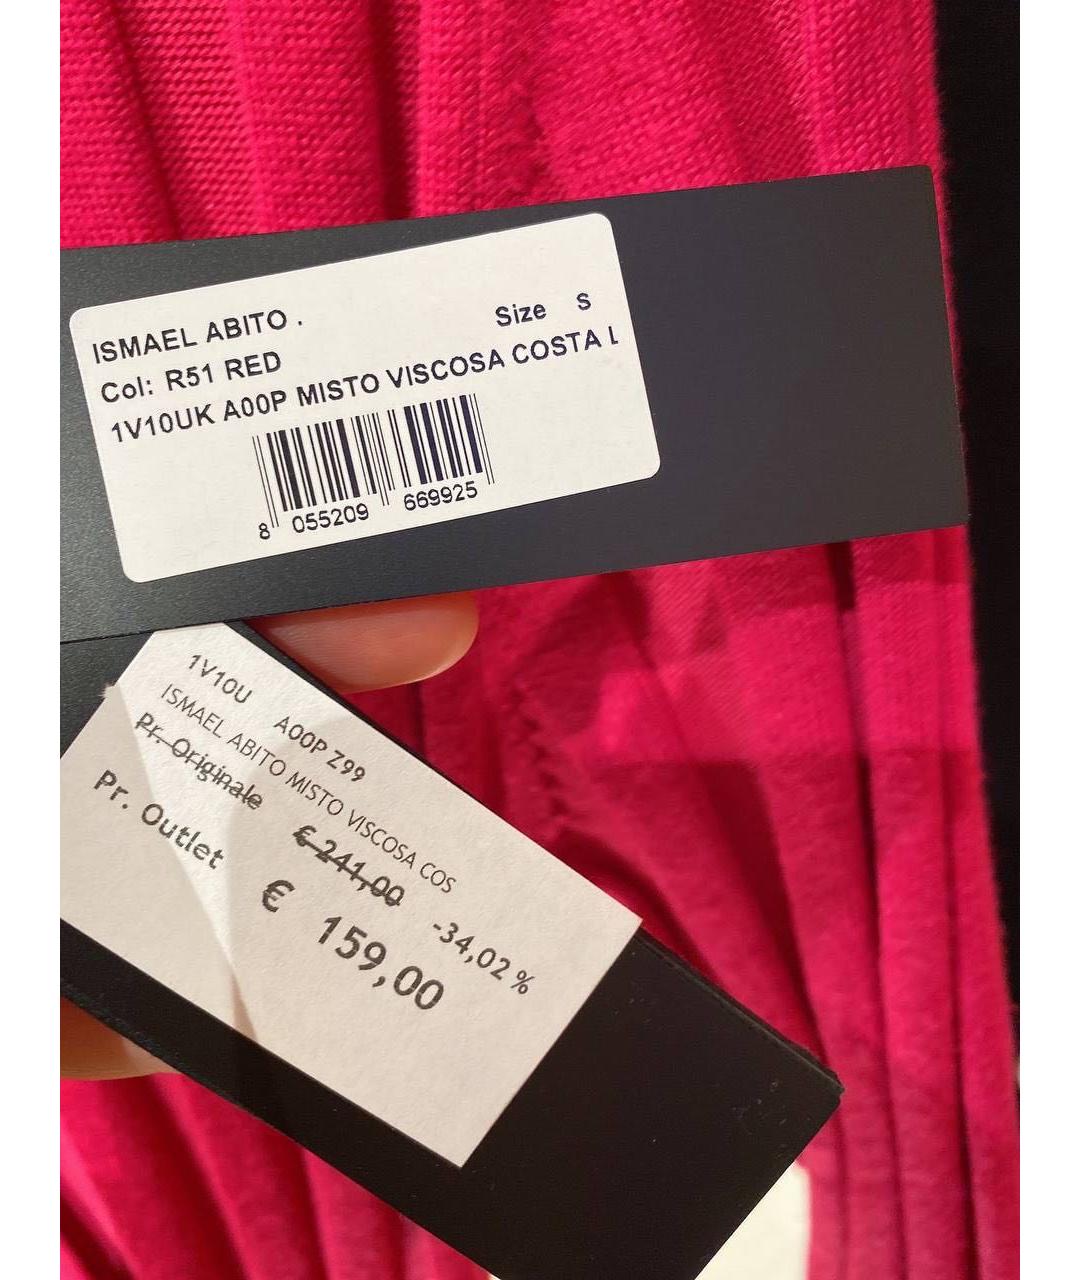 ISMAEL ABITO .
Size S
Col: R51 RED
1V10UK A00P MISTO VISCOSA COSTA L
8 055209 669925
1V10U A00P Z99
ISMAEL ABITO MISTO VISCOSA COS
Pr. Originale € 241,00 -34,02 %
Pr. Outlet € 159,00